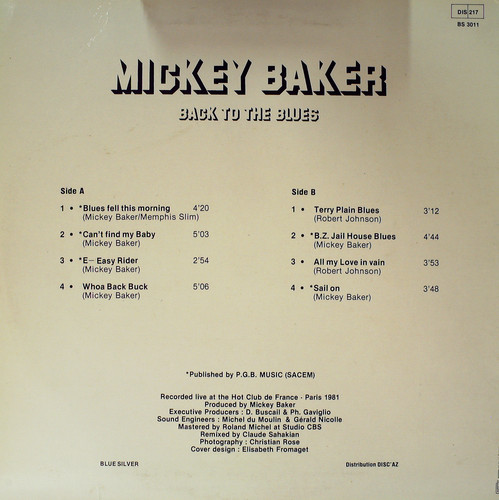 DIS 217
BS 3011
MICKEY BAKER
BACK TO THE BLUES
Side A
1 • *Blues fell this morning 4'20
(Mickey Baker/Memphis Slim)
2 • *Can't find my Baby 5'03
(Mickey Baker)
3 • *E- Easy Rider 2'54
(Mickey Baker)
4 • Whoa Back Buck 5'06
(Mickey Baker)
Side B
1 • Terry Plain Blues 3'12
(Robert Johnson)
2 • *B.Z. Jail House Blues 4'44
(Mickey Baker)
3 • All my Love in vain 3'53
(Robert Johnson)
4 • *Sail on 3'48
(Mickey Baker)
*Published by P.G.B. MUSIC (SACEM)
Recorded live at the Hot Club de France - Paris 1981
Produced by Mickey Baker
Executive Producers : D. Buscail & Ph. Gaviglio
Sound Engineers : Michel du Moulin & Gérald Nicolle
Mastered by Roland Michel at Studio CBS
Remixed by Claude Sahakian
Photography : Christian Rose
Cover design : Elisabeth Fromaget
BLUE SILVER
Distribution DISC'AZ